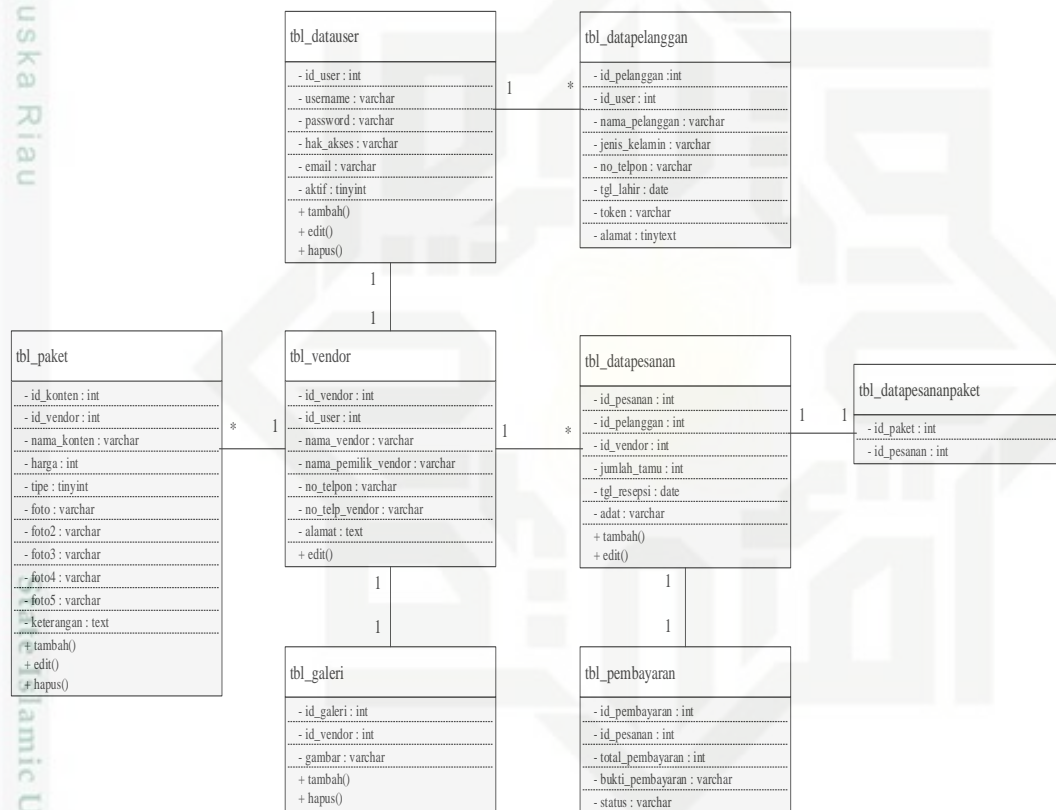 uska Riau
State Islamic U
tbl_datauser
- id_user : int
- username : varchar
- password : varchar
- hak_akses : varchar
- email : varchar
- aktif : tinyint
+ tambah()
+ edit()
+ hapus()
1
*
tbl_datapelanggan
- id_pelanggan :int
- id_user : int
- nama_pelanggan : varchar
- jenis_kelamin : varchar
- no_telpon : varchar
- tgl_lahir : date
- token : varchar
- alamat : tinytext
1
1
tbl_paket
- id_konten : int
- id_vendor : int
- nama_konten : varchar
- harga : int
- tipe : tinyint
- foto : varchar
- foto2 : varchar
- foto3 : varchar
- foto4 : varchar
- foto5 : varchar
- keterangan : text
+ tambah()
+ edit()
+ hapus()
*
1
tbl_vendor
- id_vendor : int
- id_user : int
- nama_vendor : varchar
- nama_pemilik_vendor : varchar
- no_telpon : varchar
- no_telp_vendor : varchar
- alamat : text
+ edit()
1
*
tbl_datapesanan
- id_pesanan : int
- id_pelanggan : int
- id_vendor : int
- jumlah_tamu : int
- tgl_resepsi : date
- adat : varchar
+ tambah()
+ edit()
1
1
tbl_datapesananpaket
- id_paket : int
- id_pesanan : int
1
1
tbl_galeri
- id_galeri : int
- id_vendor : int
- gambar : varchar
+ tambah()
+ hapus()
1
1
tbl_pembayaran
- id_pembayaran : int
- id_pesanan : int
- total_pembayaran : int
- bukti_pembayaran : varchar
- status : varchar